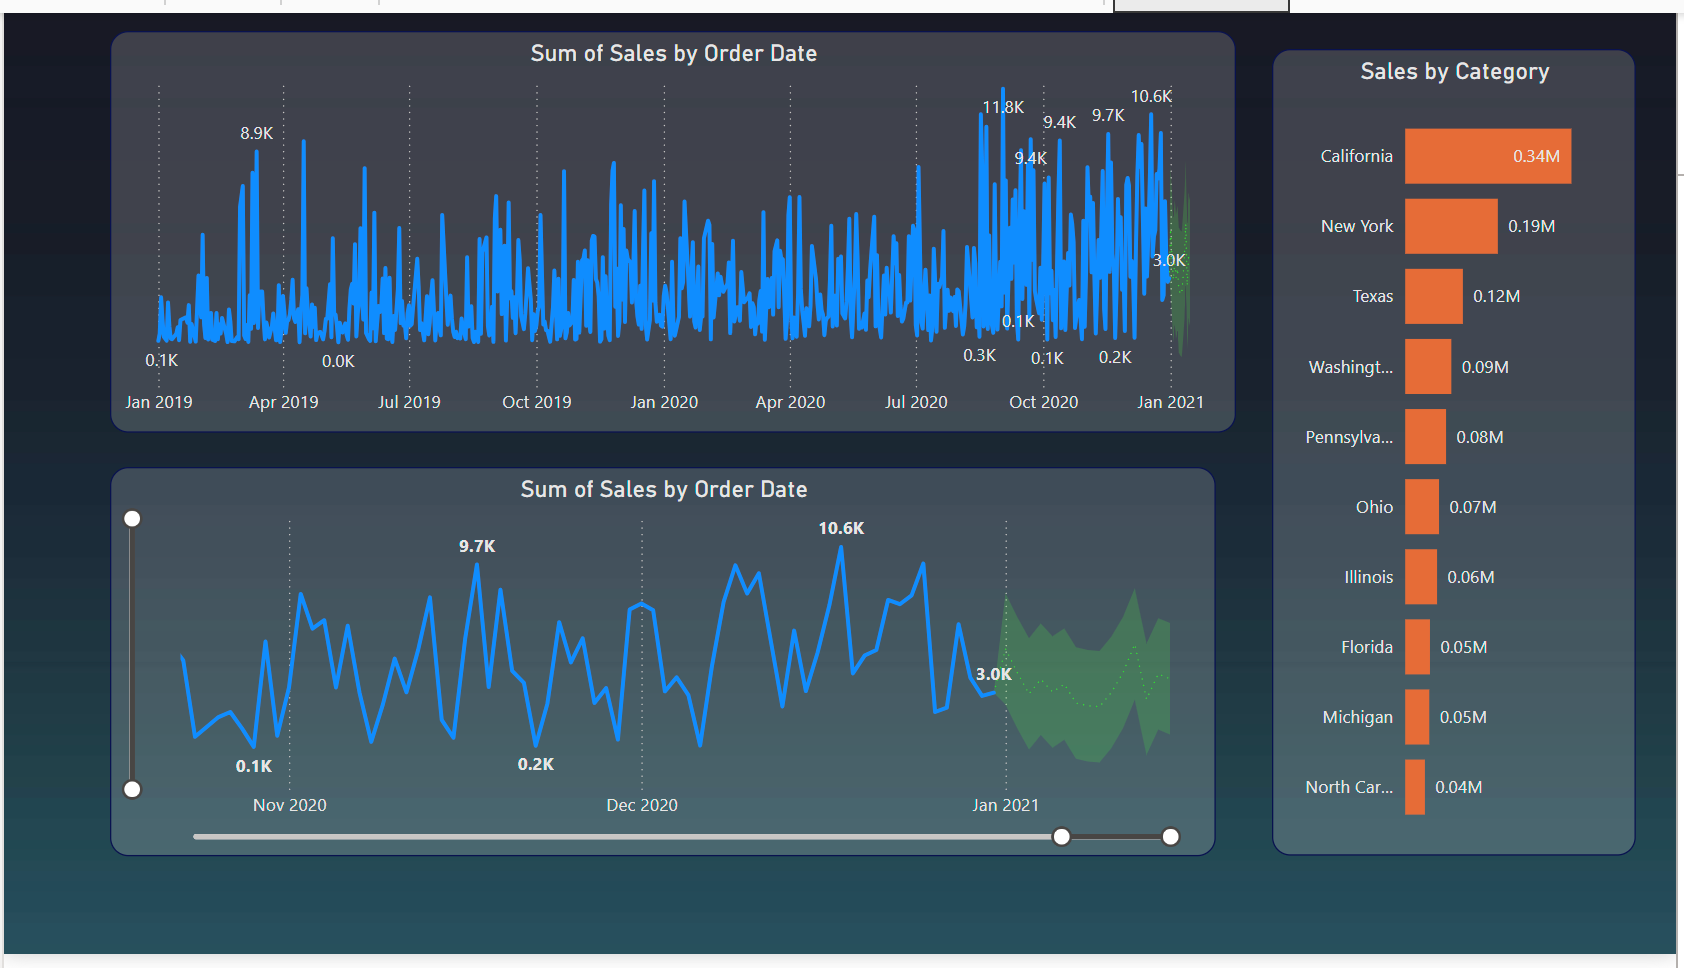 Sum of Sales by Order Date
8.9K
11.8K
9.4K
9.4K
9.7K
10.6K
3.0K
0.1K
0.0K
0.1K
0.3K
0.1K
0.2K
Jan 2019
Apr 2019
Jul 2019
Oct 2019
Jan 2020
Apr 2020
Jul 2020
Oct 2020
Jan 2021
Sum of Sales by Order Date
9.7K
10.6K
3.0K
0.1K
0.2K
Nov 2020
Dec 2020
Jan 2021
Sales by Category
California 0.34M
New York 0.19M
Texas 0.12M
Washingt... 0.09M
Pennsylva... 0.08M
Ohio 0.07M
Illinois 0.06M
Florida 0.05M
Michigan 0.05M
North Car... 0.04M